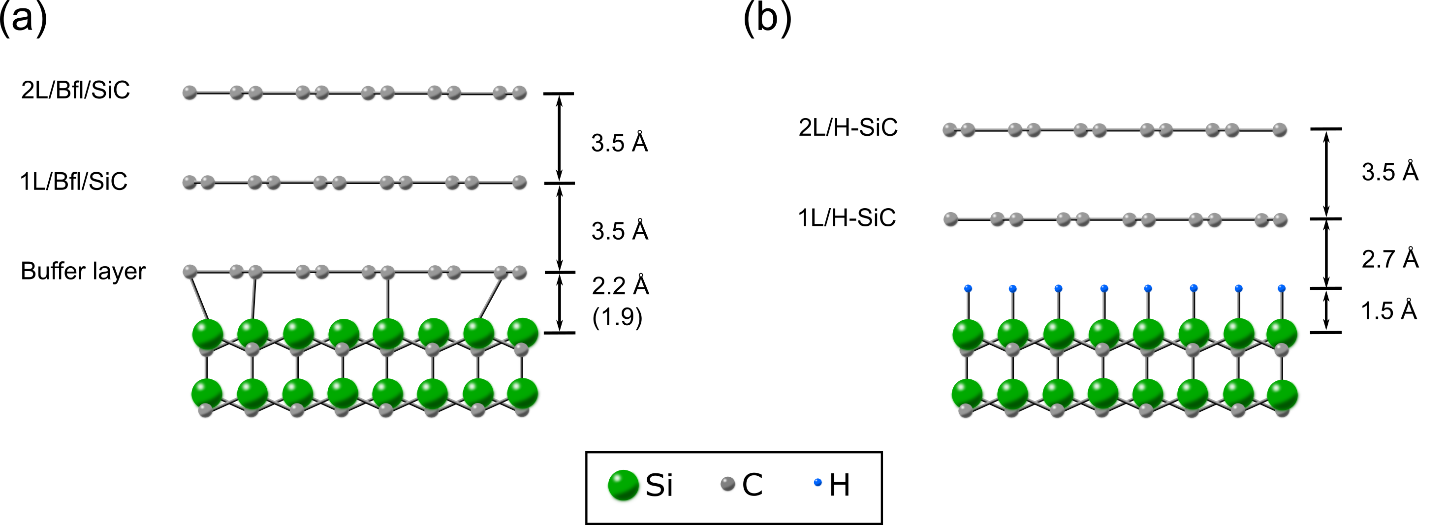 (a)
2L/Bfl/SiC
3.5 Å
1L/Bfl/SiC
3.5 Å
Buffer layer
2.2 Å
(1.9)
(b)
2L/H-SiC
3.5 Å
1L/H-SiC
2.7 Å
1.5 Å
Si
C
H